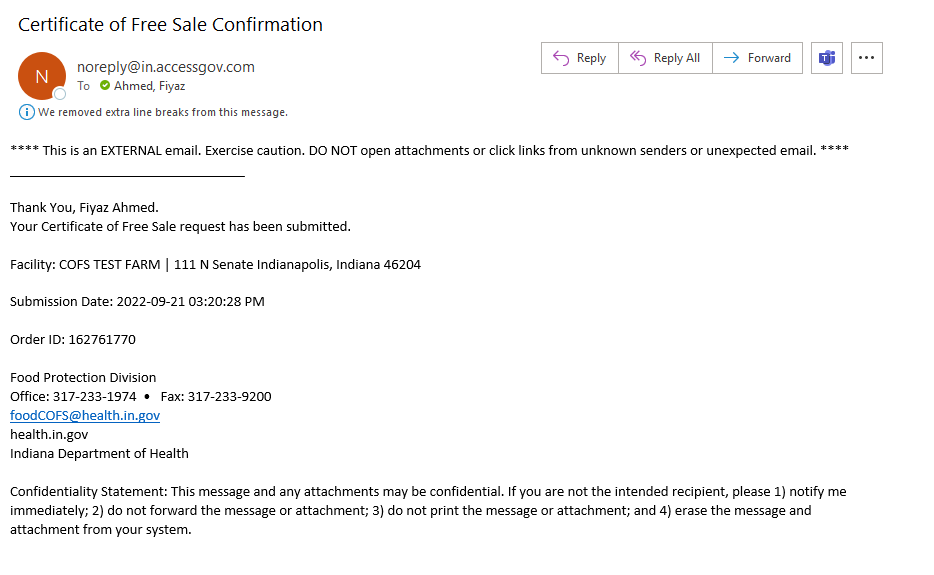 Certificate of Free Sale Confirmation
N
noreply@in.accessgov.com
To Ahmed, Fiyaz
Reply
Reply All
Forward
We removed extra line breaks from this message.
**** This is an EXTERNAL email. Exercise caution. DO NOT open attachments or click links from unknown senders or unexpected email. ****
Thank You, Fiyaz Ahmed.
Your Certificate of Free Sale request has been submitted.
Facility: COFS TEST FARM | 111 N Senate Indianapolis, Indiana 46204
Submission Date: 2022-09-21 03:20:28 PM
Order ID: 162761770
Food Protection Division
Office: 317-233-1974 • Fax: 317-233-9200
foodCOFS@health.in.gov
health.in.gov
Indiana Department of Health
Confidentiality Statement: This message and any attachments may be confidential. If you are not the intended recipient, please 1) notify me
immediately; 2) do not forward the message or attachment; 3) do not print the message or attachment; and 4) erase the message and
attachment from your system.